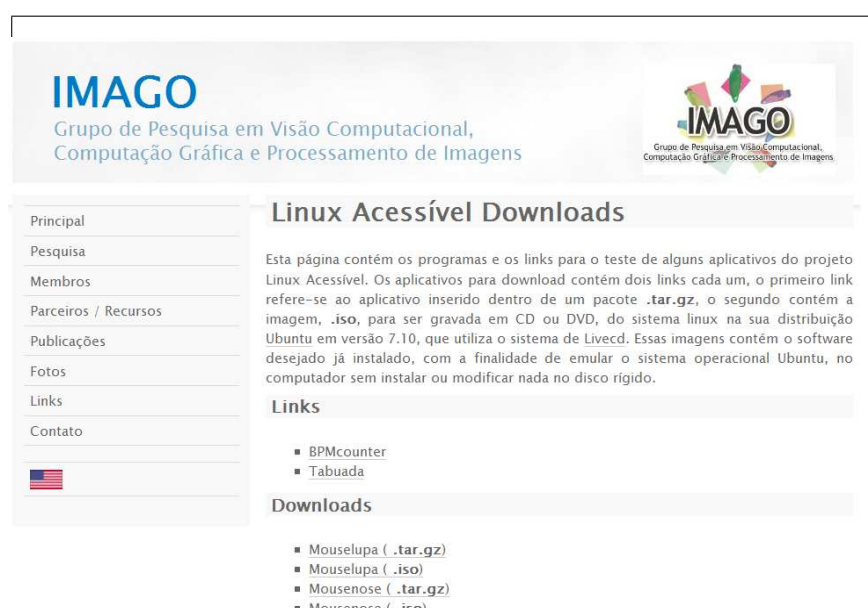 IMAGO
Grupo de Pesquisa em Visão Computacional,
Computação Gráfica e Processamento de Imagens
IMAGO
Grupo de Pesquisa em Visão Computacional,
Computação Gráfica e Processamento de Imagens
Principal
Pesquisa
Membros
Parceiros / Recursos
Publicações
Fotos
Links
Contato
Linux Acessível Downloads
Esta página contém os programas e os links para o teste de alguns aplicativos do projeto
Linux Acessível. Os aplicativos para download contém dois links cada um, o primeiro link
refere-se ao aplicativo inserido dentro de um pacote .tar.gz, o segundo contém a
imagem, .iso, para ser gravada em CD ou DVD, do sistema linux na sua distribuição
Ubuntu em versão 7.10, que utiliza o sistema de Livecd. Essas imagens contém o software
desejado já instalado, com a finalidade de emular o sistema operacional Ubuntu, no
computador sem instalar ou modificar nada no disco rígido.
Links
BPMcounter
Tabuada
Downloads
Mouselupa ( .tar.gz)
Mouselupa ( .iso)
Mousenose ( .tar.gz)
Mousenose ( .iso)